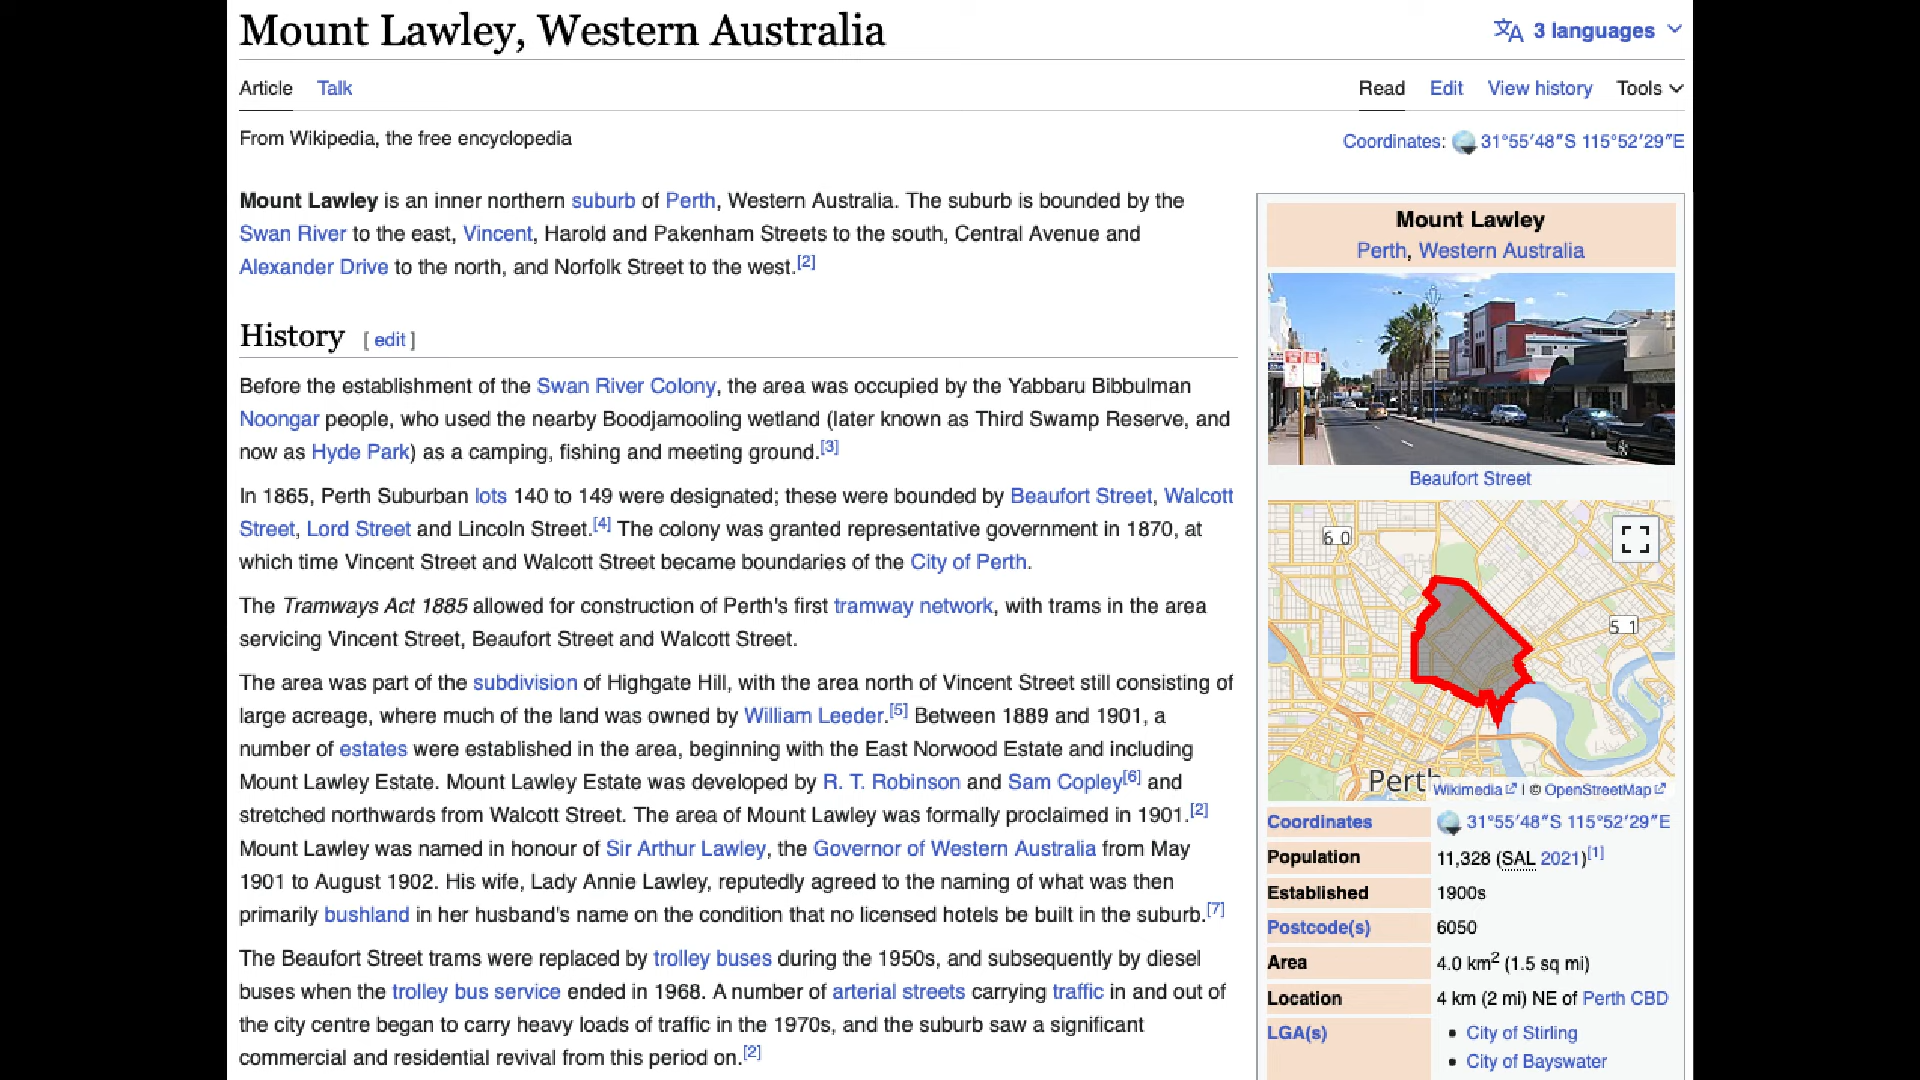 Mount Lawley, Western Australia
3 languages
Article Talk
Read Edit View history Tools
From Wikipedia, the free encyclopedia
Coordinates: 31°55′48″S 115°52′29″E
Mount Lawley is an inner northern suburb of Perth, Western Australia. The suburb is bounded by the
Swan River to the east, Vincent, Harold and Pakenham Streets to the south, Central Avenue and
Alexander Drive to the north, and Norfolk Street to the west.[2]
History [ edit ]
Before the establishment of the Swan River Colony, the area was occupied by the Yabbaru Bibbulman
Noongar people, who used the nearby Boodjamooling wetland (later known as Third Swamp Reserve, and
now as Hyde Park) as a camping, fishing and meeting ground.[3]
In 1865, Perth Suburban lots 140 to 149 were designated; these were bounded by Beaufort Street, Walcott
Street, Lord Street and Lincoln Street.[4] The colony was granted representative government in 1870, at
which time Vincent Street and Walcott Street became boundaries of the City of Perth.
The Tramways Act 1885 allowed for construction of Perth's first tramway network, with trams in the area
servicing Vincent Street, Beaufort Street and Walcott Street.
The area was part of the subdivision of Highgate Hill, with the area north of Vincent Street still consisting of
large acreage, where much of the land was owned by William Leeder.[5] Between 1889 and 1901, a
number of estates were established in the area, beginning with the East Norwood Estate and including
Mount Lawley Estate. Mount Lawley Estate was developed by R. T. Robinson and Sam Copley[6] and
stretched northwards from Walcott Street. The area of Mount Lawley was formally proclaimed in 1901.[2]
Mount Lawley was named in honour of Sir Arthur Lawley, the Governor of Western Australia from May
1901 to August 1902. His wife, Lady Annie Lawley, reputedly agreed to the naming of what was then
primarily bushland in her husband's name on the condition that no licensed hotels be built in the suburb.[7]
The Beaufort Street trams were replaced by trolley buses during the 1950s, and subsequently by diesel
buses when the trolley bus service ended in 1968. A number of arterial streets carrying traffic in and out of
the city centre began to carry heavy loads of traffic in the 1970s, and the suburb saw a significant
commercial and residential revival from this period on.[2]
Mount Lawley
Perth, Western Australia
Beaufort Street
60
51
Perth
Wikimedia | © OpenStreetMap
Coordinates 31°55′48″S 115°52′29″E
Population 11,328 (SAL 2021)[1]
Established 1900s
Postcode(s) 6050
Area 4.0 km2 (1.5 sq mi)
Location 4 km (2 mi) NE of Perth CBD
LGA(s) • City of Stirling
• City of Bayswater